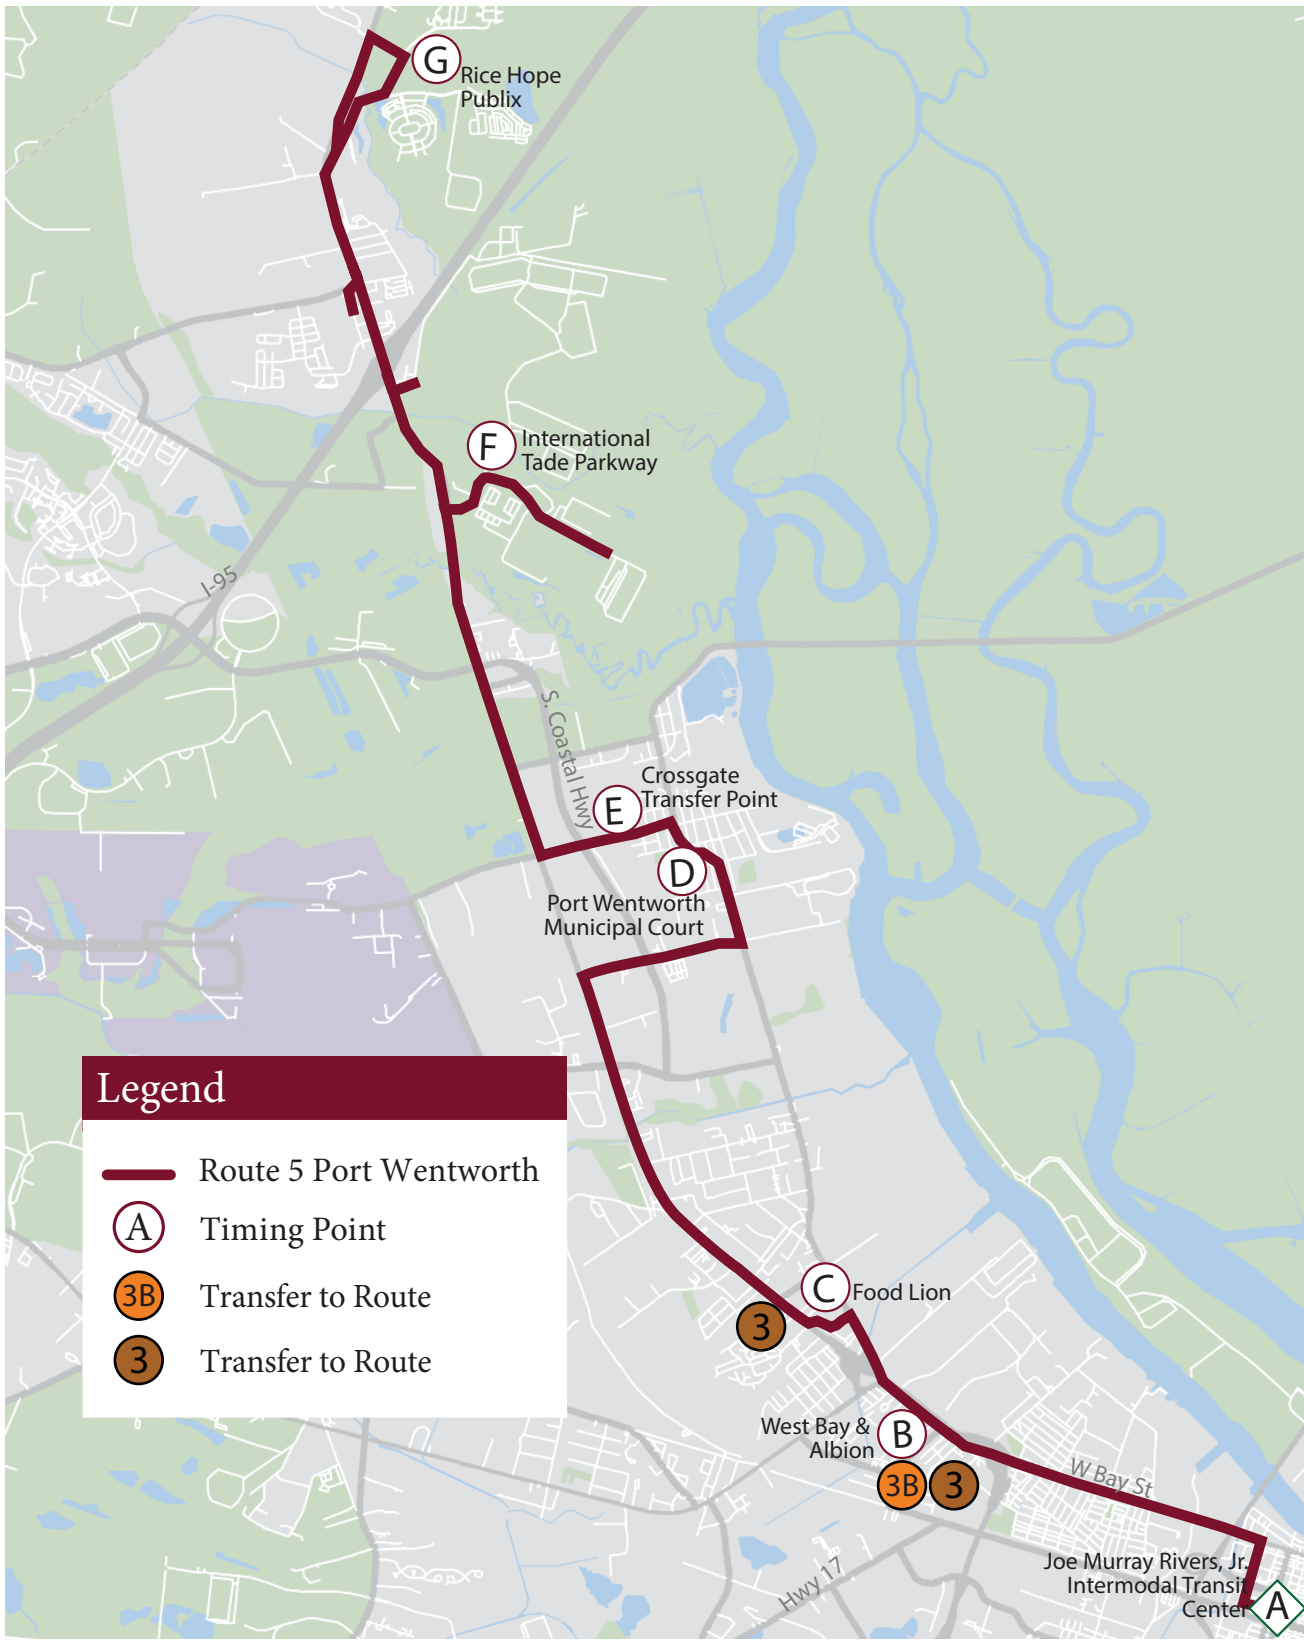 G
Rice Hope
Publix
F
International
Tade Parkway
I-95
S. Coastal Hwy
Crossgate
Transfer Point
E
D
Port Wentworth
Municipal Court
Legend
Route 5 Port Wentworth
A
Timing Point
3B
Transfer to Route
3
Transfer to Route
C
Food Lion
3
West Bay &
Albion
B
3B
3
W Bay St
Hwy 17
Joe Murray Rivers, Jr.
Intermodal Transit
Center
A